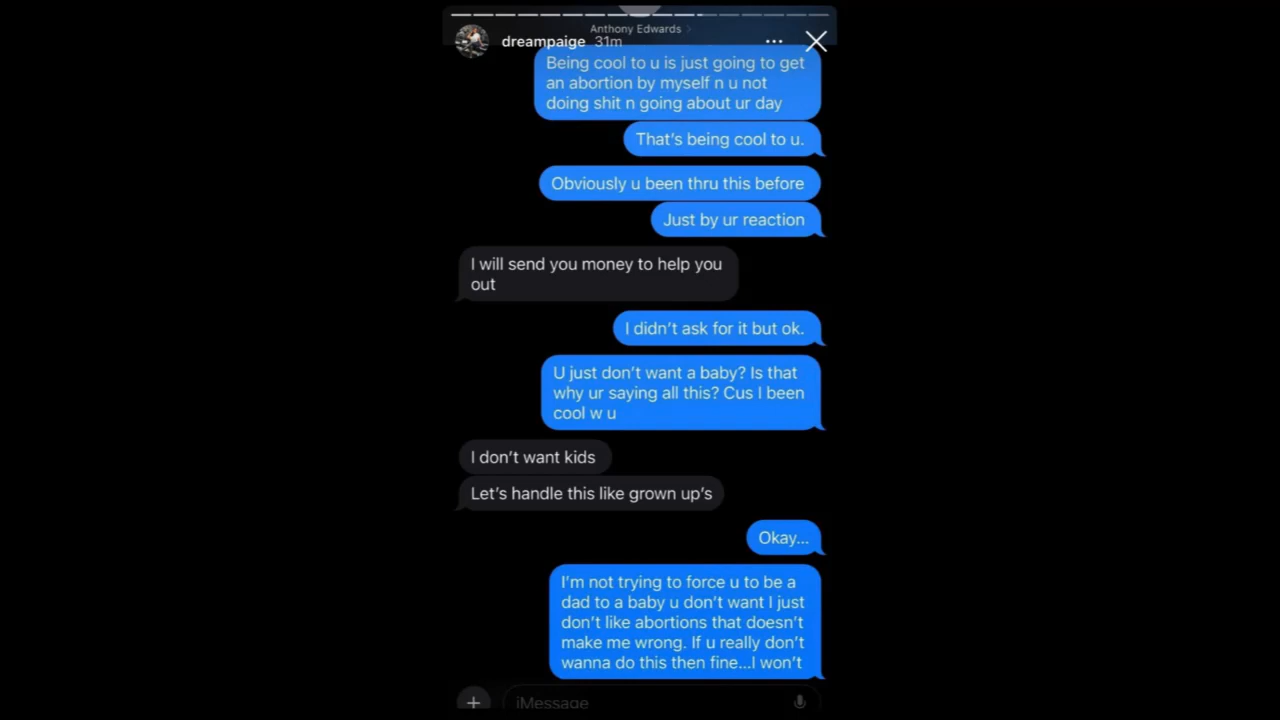 Anthony Edwards >
dreampaige 31m
Being cool to u is just going to get
an abortion by myself n u not
doing shit n going about ur day
That's being cool to u.
Obviously u been thru this before
Just by ur reaction
I will send you money to help you
out
I didn't ask for it but ok.
U just don't want a baby? Is that
why ur saying all this? Cus I been
cool w u
I don't want kids
Let's handle this like grown up's
Okay...
I'm not trying to force u to be a
dad to a baby u don't want I just
don't like abortions that doesn't
make me wrong. If u really don't
wanna do this then fine...I won't
iMessage